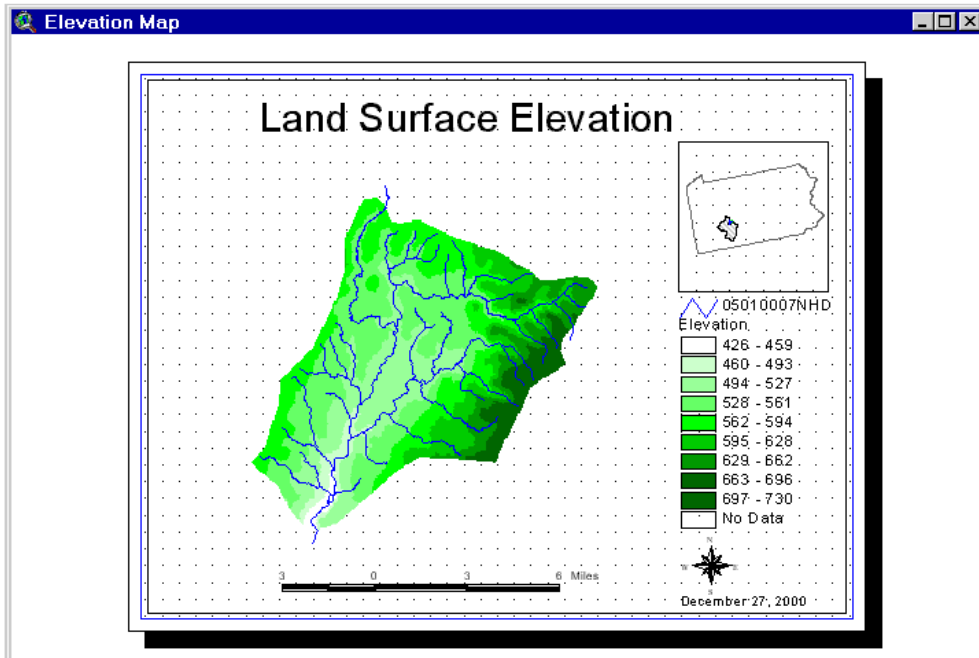 Elevation Map
Land Surface Elevation
05010007NHD
Elevation
426 - 459
460 - 493
494 - 527
528 - 561
562 - 594
595 - 628
629 - 662
663 - 696
697 - 730
No Data
N
W E
S
3 0 3 6 Miles
December 27, 2000